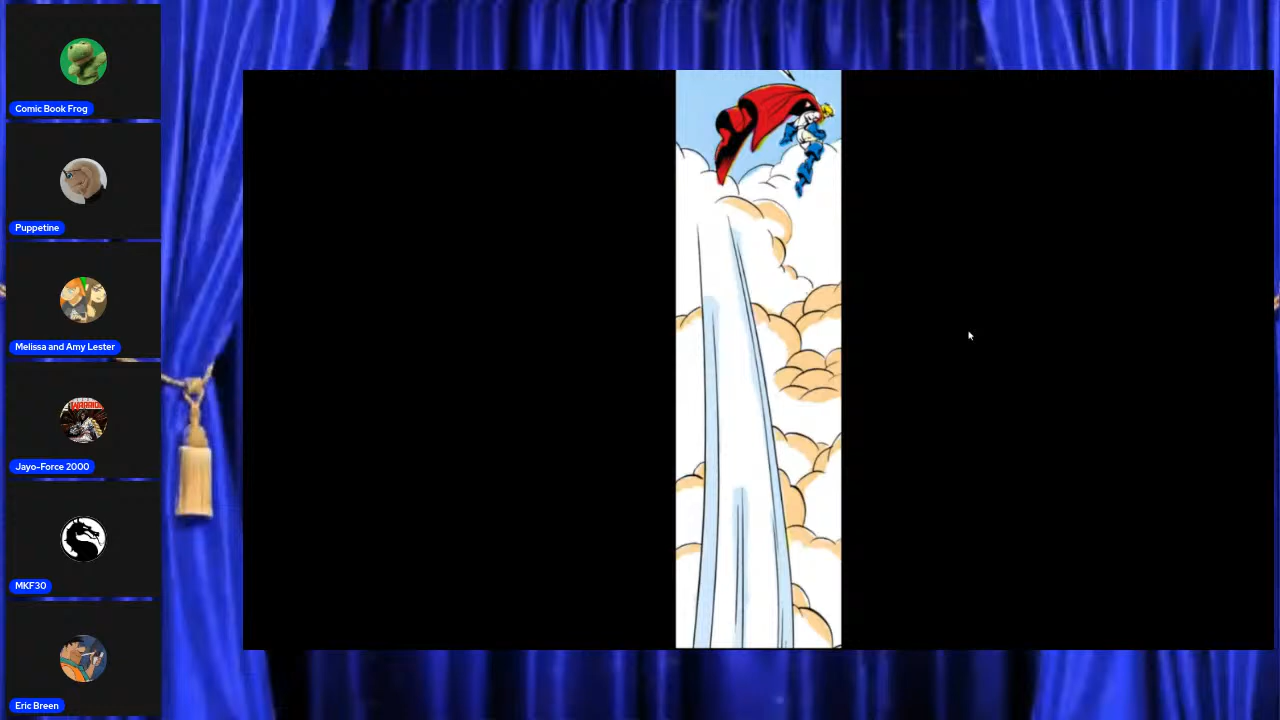 Comic Book Frog
Puppetine
Melissa and Amy Lester
Jayo-Force 2000
MKF30
Eric Breen